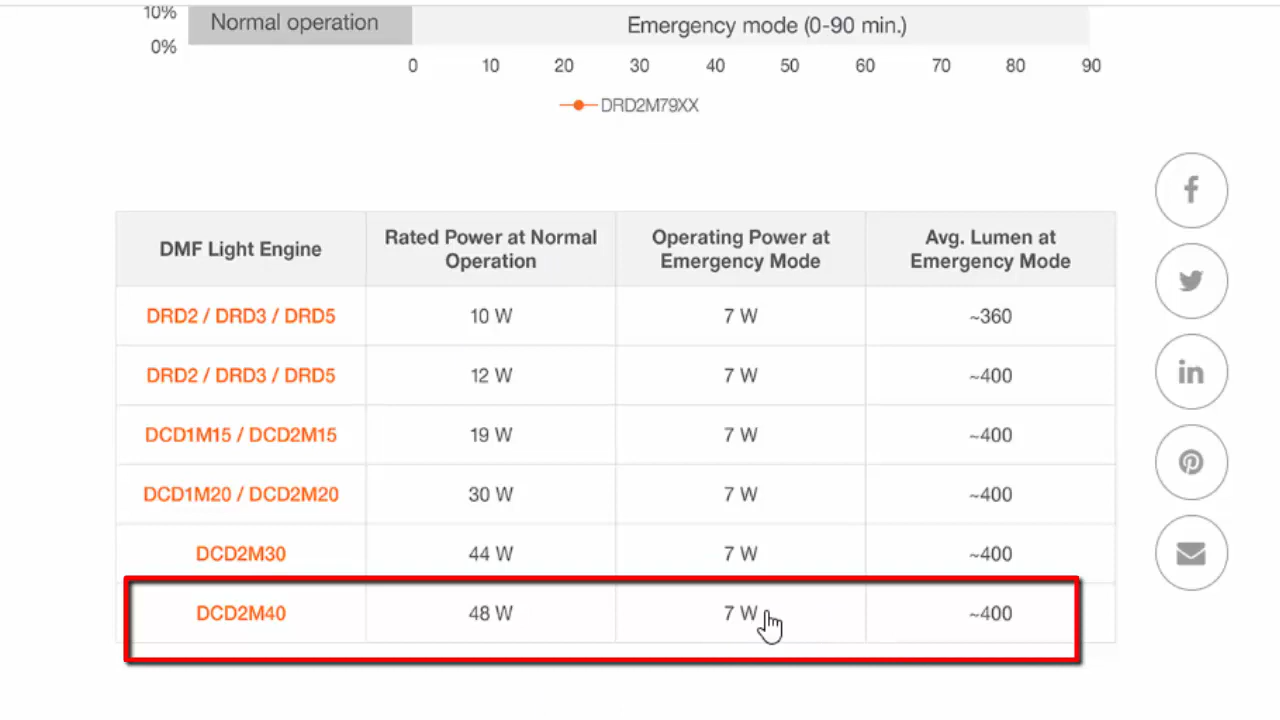 10%
Normal operation
Emergency mode (0-90 min.)
0%
0 10 20 30 40 50 60 70 80 90
DRD2M79XX
DMF Light Engine
Rated Power at Normal
Operation
Operating Power at
Emergency Mode
Avg. Lumen at
Emergency Mode
DRD2 / DRD3 / DRD5 10 W 7 W ~360
DRD2 / DRD3 / DRD5 12 W 7 W ~400
DCD1M15 / DCD2M15 19 W 7 W ~400
DCD1M20 / DCD2M20 30 W 7 W ~400
DCD2M30 44 W 7 W ~400
DCD2M40 48 W 7 W ~400